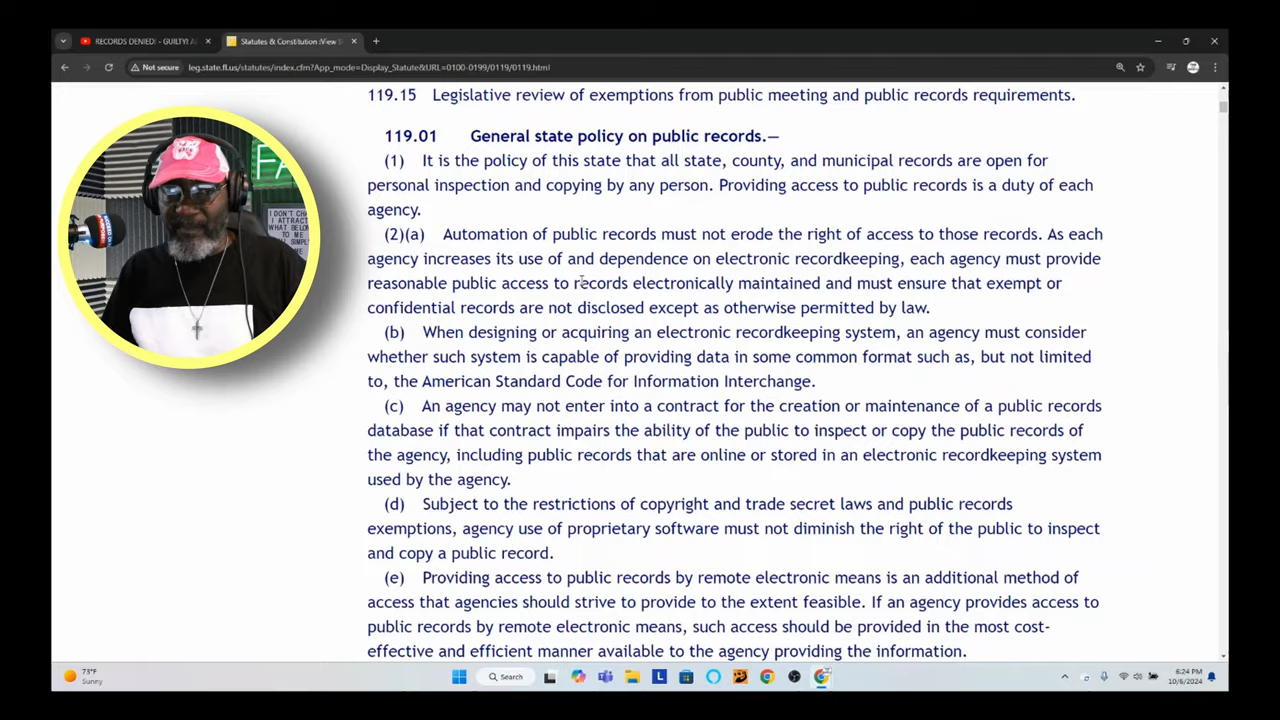 RECORDS DENIED! - GUILTY! A
Statutes & Constitution :View S
Not secure
leg.state.fl.us/statutes/index.cfm?App_mode=Display_Statute&URL=0100-0199/0119/0119.html
119.15 Legislative review of exemptions from public meeting and public records requirements.
119.01 General state policy on public records.—
(1) It is the policy of this state that all state, county, and municipal records are open for
personal inspection and copying by any person. Providing access to public records is a duty of each
agency.
(2)(a) Automation of public records must not erode the right of access to those records. As each
agency increases its use of and dependence on electronic recordkeeping, each agency must provide
reasonable public access to records electronically maintained and must ensure that exempt or
confidential records are not disclosed except as otherwise permitted by law.
(b) When designing or acquiring an electronic recordkeeping system, an agency must consider
whether such system is capable of providing data in some common format such as, but not limited
to, the American Standard Code for Information Interchange.
(c) An agency may not enter into a contract for the creation or maintenance of a public records
database if that contract impairs the ability of the public to inspect or copy the public records of
the agency, including public records that are online or stored in an electronic recordkeeping system
used by the agency.
(d) Subject to the restrictions of copyright and trade secret laws and public records
exemptions, agency use of proprietary software must not diminish the right of the public to inspect
and copy a public record.
(e) Providing access to public records by remote electronic means is an additional method of
access that agencies should strive to provide to the extent feasible. If an agency provides access to
public records by remote electronic means, such access should be provided in the most cost-
effective and efficient manner available to the agency providing the information.
FA
I DON'T
I ATTRACT
WHAT BELON
TO ME
SIMPL
73°F
Sunny
Search
6:24 PM
10/6/2024